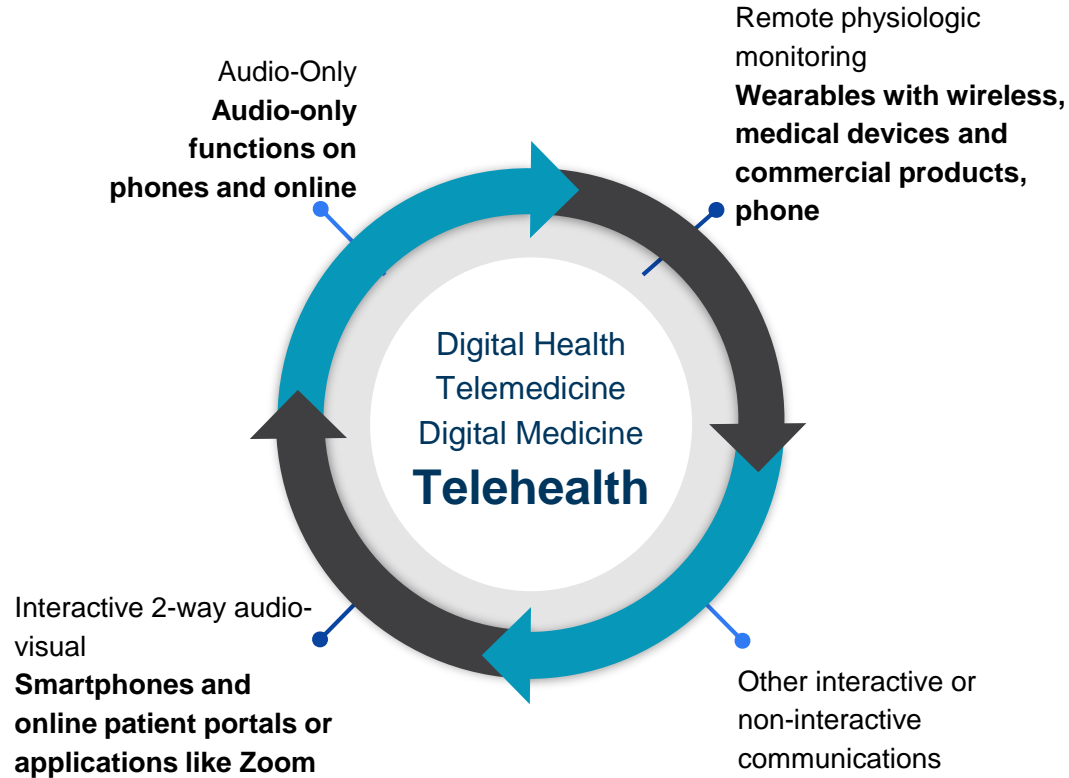 Audio-Only
Audio-only
functions on
phones and online
Remote physiologic
monitoring
Wearables with wireless,
medical devices and
commercial products,
phone
Digital Health
Telemedicine
Digital Medicine
Telehealth
Interactive 2-way audio-
visual
Smartphones and
online patient portals or
applications like Zoom
Other interactive or
non-interactive
communications